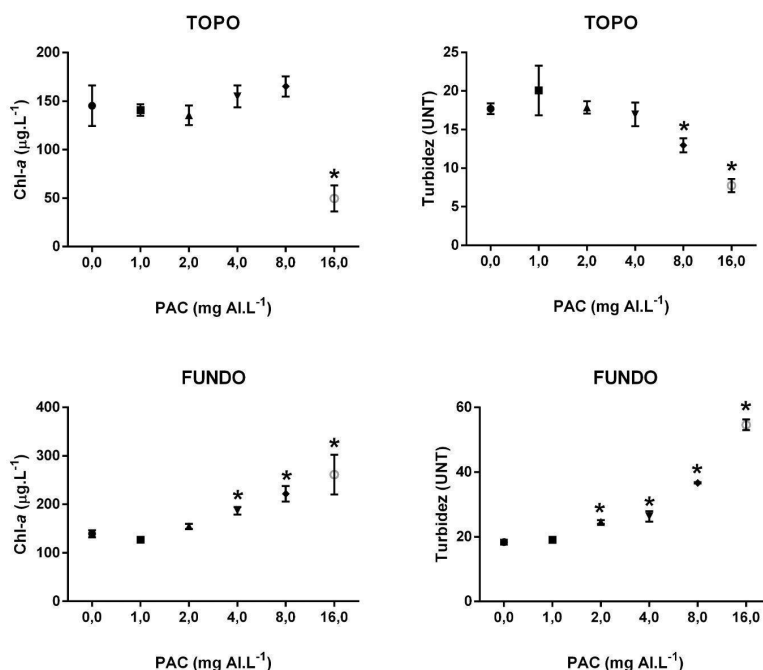 TOPO
Chl-a (µg.L-1)
200
150
100
50
0
*
0,0 1,0 2,0 4,0 8,0 16,0
PAC (mg Al.L-1)
TOPO
Turbidez (UNT)
25
20
15
10
5
0
* *
0,0 1,0 2,0 4,0 8,0 16,0
PAC (mg Al.L-1)
FUNDO
Chl-a (µg.L-1)
400
300
200
100
0
* * *
0,0 1,0 2,0 4,0 8,0 16,0
PAC (mg Al.L-1)
FUNDO
Turbidez (UNT)
60
40
20
0
* * * *
0,0 1,0 2,0 4,0 8,0 16,0
PAC (mg Al.L-1)